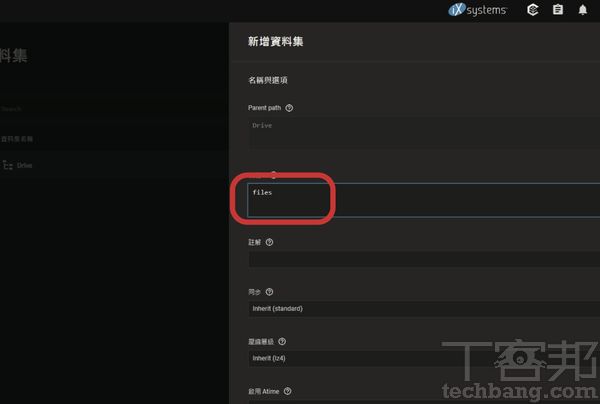 iX systems
新增資料集
料集
名稱與選項
Search
Parent path
Drive
資料集名稱
Drive
files
註解
同步
Inherit (standard)
壓縮層級
Inherit (lz4)
啟用 Atime
T客邦
techbang.com